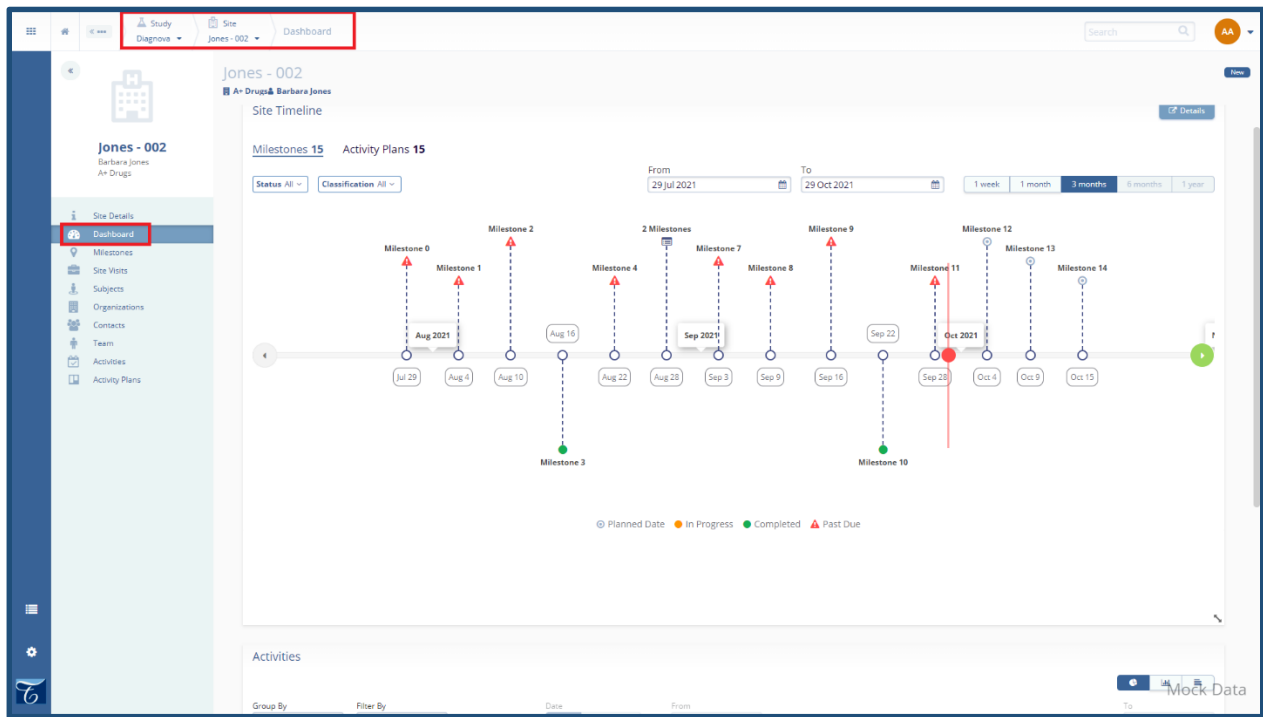 Study
Diagnova
Site
Jones - 002
Dashboard
Search
AA
Jones - 002
A+ Drugs Barbara Jones
New
Jones - 002
Barbara Jones
A+ Drugs
Site Details
Dashboard
Milestones
Site Visits
Subjects
Organizations
Contacts
Team
Activities
Activity Plans
Site Timeline
Details
Milestones 15 Activity Plans 15
Status All Classification All
From
29 Jul 2021
To
29 Oct 2021
1 week 1 month 3 months 6 months 1 year
Milestone 2 2 Milestones Milestone 9 Milestone 12
Milestone 0 Milestone 7 Milestone 13
Milestone 1 Milestone 4 Milestone 8 Milestone 11 Milestone 14
Aug 2021 Aug 16 Sep 2021 Sep 22 Oct 2021
Jul 29 Aug 4 Aug 10 Aug 22 Aug 28 Sep 3 Sep 9 Sep 16 Sep 28 Oct 4 Oct 9 Oct 15
Milestone 3 Milestone 10
Planned Date In Progress Completed Past Due
Activities
Mock Data
Group By Filter By Date From To